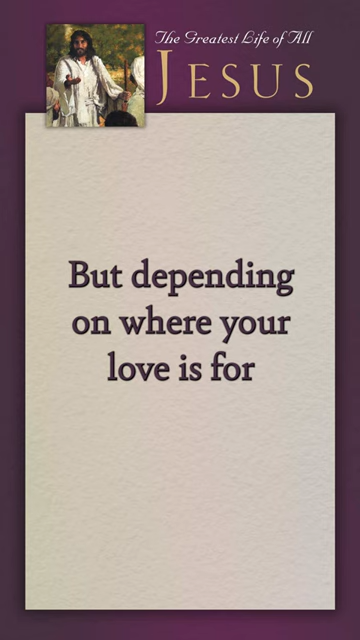 The Greatest Life of All
JESUS
But depending
on where your
love is for